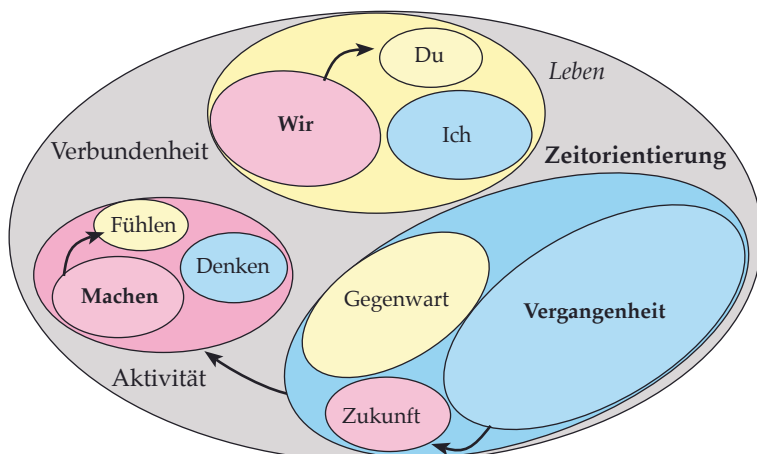 Du
Leben
Wir
Ich
Verbundenheit
Zeitorientierung
Fühlen
Denken
Machen
Gegenwart
Vergangenheit
Aktivität
Zukunft